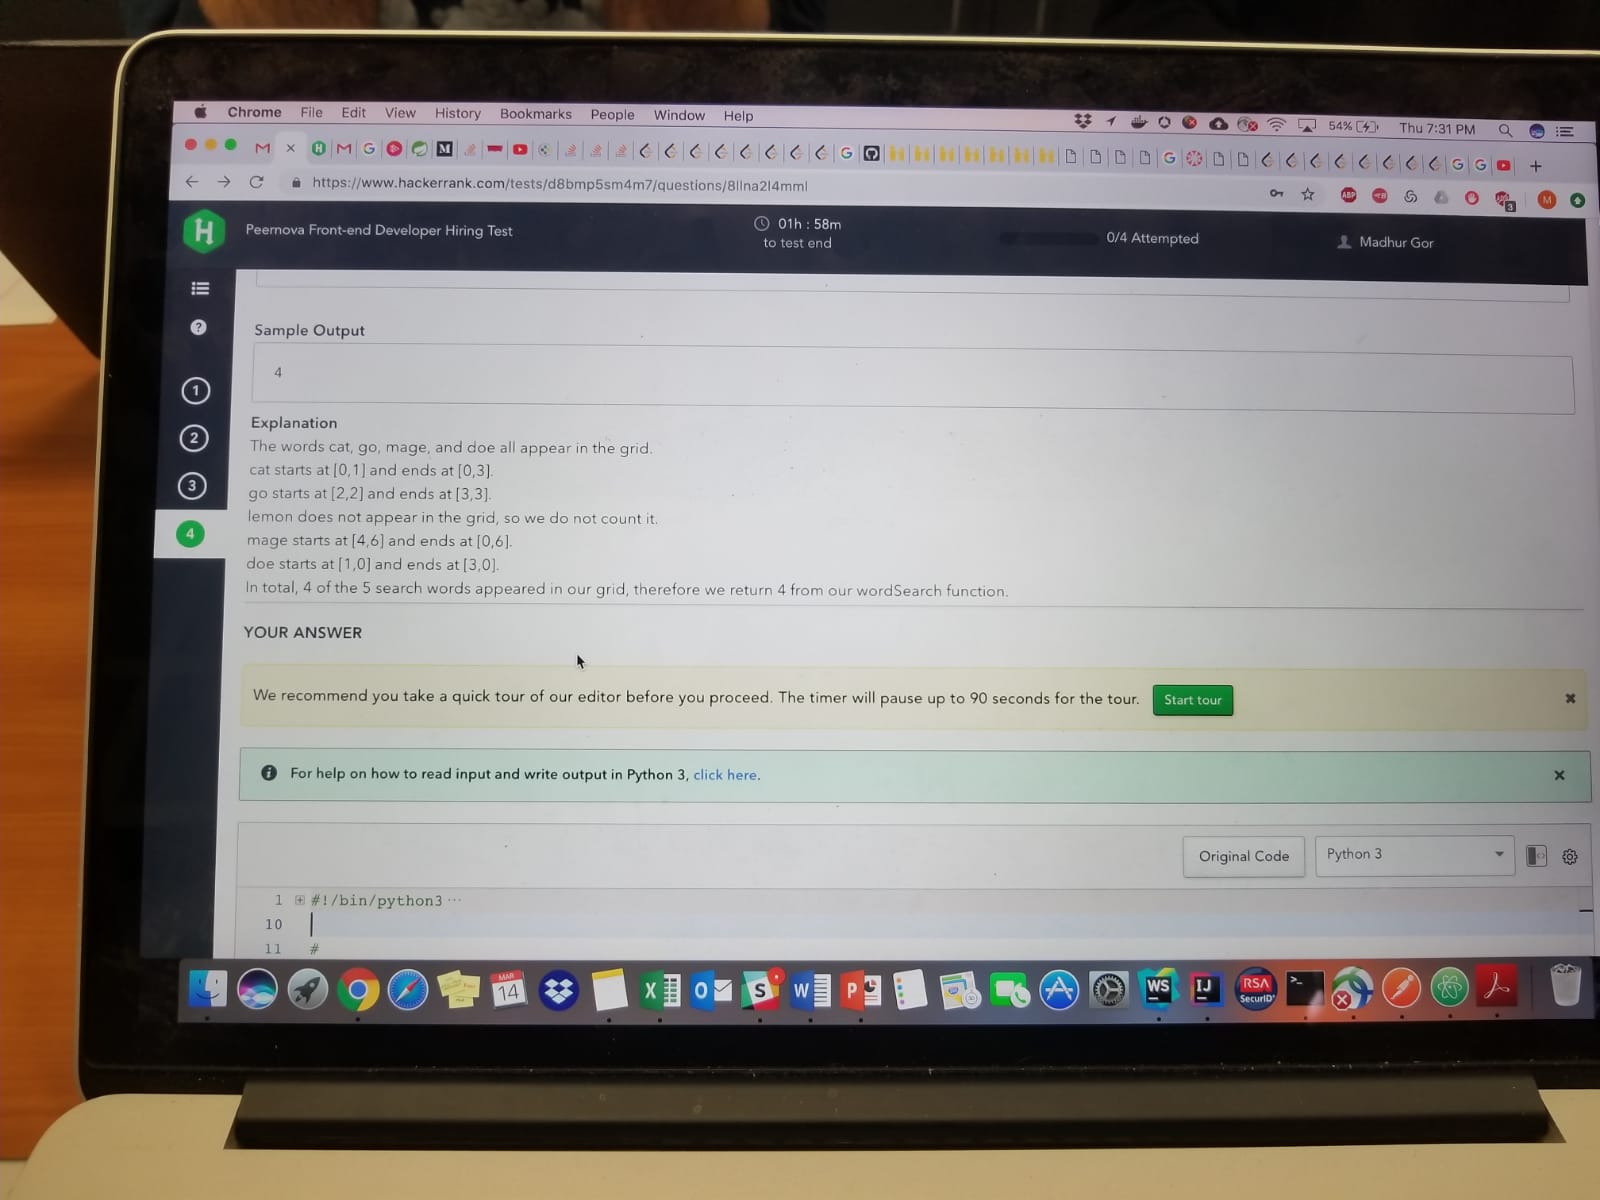 Chrome File Edit View History Bookmarks People Window Help 54% Thu 7:31 PM
https://www.hackerrank.com/tests/d8bmp5sm4m7/questions/8llna2l4mml
ABP
M
3
H
Peernova Front-end Developer Hiring Test
01h : 58m
to test end
0/4 Attempted
Madhur Gor
?
1
2
3
4
Sample Output
4
Explanation
The words cat, go, mage, and doe all appear in the grid.
cat starts at [0,1] and ends at [0,3].
go starts at [2,2] and ends at [3,3].
lemon does not appear in the grid, so we do not count it.
mage starts at [4,6] and ends at [0,6].
doe starts at [1,0] and ends at [3,0].
In total, 4 of the 5 search words appeared in our grid, therefore we return 4 from our wordSearch function.
YOUR ANSWER
We recommend you take a quick tour of our editor before you proceed. The timer will pause up to 90 seconds for the tour. Start tour
For help on how to read input and write output in Python 3, click here.
Original Code Python 3
1 #!/bin/python3 ...
10
11 #
MAR
14
X
O
S
W
P
WS
IJ
RSA
SecurID
>_